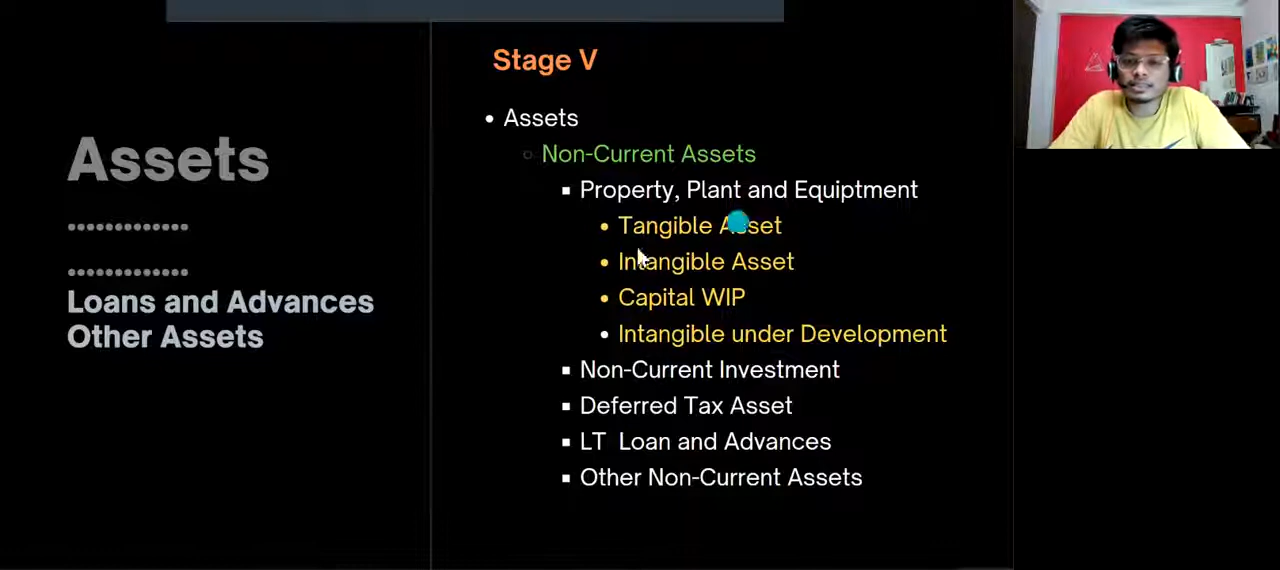 Assets
Loans and Advances
Other Assets
Stage V
Assets
Non-Current Assets
Property, Plant and Equiptment
Tangible Asset
Intangible Asset
Capital WIP
Intangible under Development
Non-Current Investment
Deferred Tax Asset
LT Loan and Advances
Other Non-Current Assets